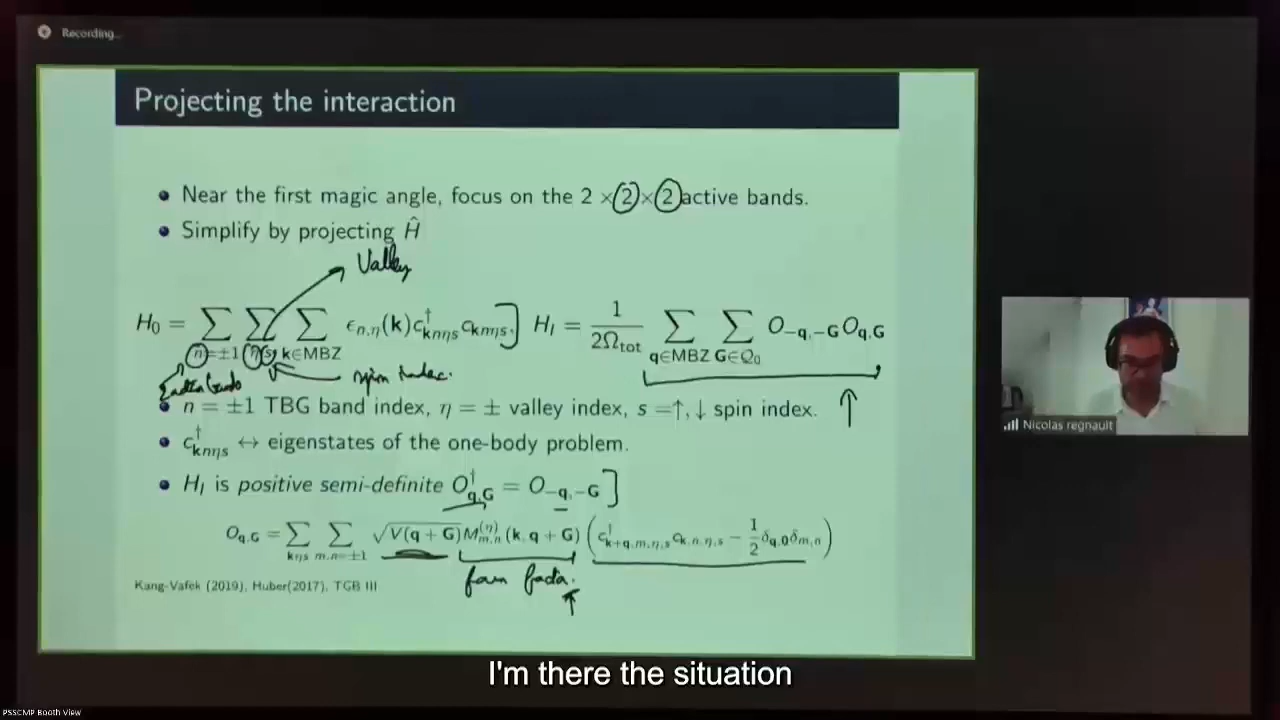 Recording...
Projecting the interaction
• Near the first magic angle, focus on the 2 × 2 × 2 active bands.
• Simplify by projecting Ĥ
Valley
H₀ = ∑_{n=±1} ∑_{ηs} ∑_{k∈MBZ} ϵ_{n,η}(k)c†_{knηs}c_{knηs}. ] H_I = 1/(2Ω_tot) ∑_{q∈MBZ} ∑_{G∈Q₀} O_{-q,-G}O_{q,G}
spin index.
• n = ±1 TBG band index, η = ± valley index, s =↑, ↓ spin index.
• c†_{knηs} ↔ eigenstates of the one-body problem.
• H_I is positive semi-definite O†_{q,G} = O_{-q,-G} ]
O_{q,G} = ∑_{kηs} ∑_{m,n=±1} √V(q + G) M^{(η)}_{m,n}(k, q + G) (c†_{k+q,m,η,s}c_{k,n,η,s} − 1/2 δ_{q,0}δ_{m,n})
form factor.
Kang-Vafek (2019), Huber(2017), TGB III
Nicolas regnault
I'm there the situation
PSSCMP Booth View